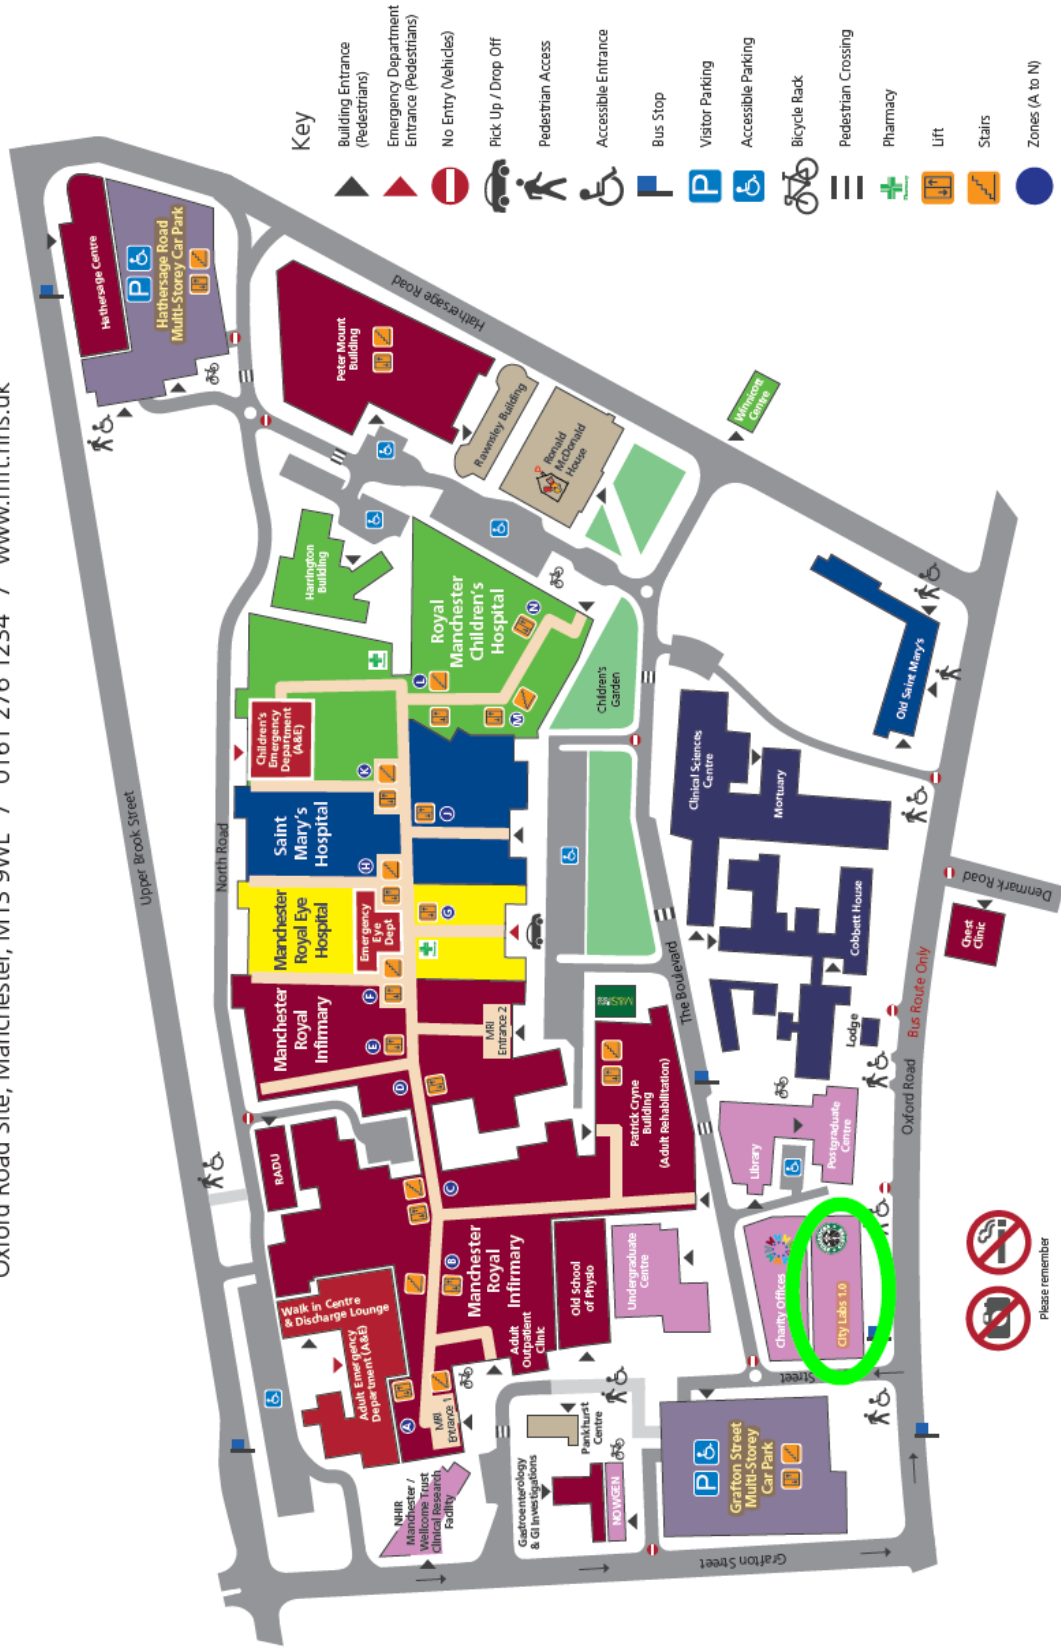 Oxford Road Site, Manchester, M13 9WL / 0161 276 1234 / www.mft.nhs.uk
Key
Building Entrance
(Pedestrians)
Emergency Department
Entrance (Pedestrians)
No Entry (Vehicles)
Pick Up / Drop Off
Pedestrian Access
Accessible Entrance
Bus Stop
Visitor Parking
Accessible Parking
Bicycle Rack
Pedestrian Crossing
Pharmacy
Lift
Stairs
Zones (A to N)
Upper Brook Street
North Road
Hathersage Road
Hathersage Centre
P
Hathersage Road
Multi-Storey Car Park
Peter Mount
Building
Rawnsley Building
Ronald
McDonald
House
Winnicott
Centre
Harrington
Building
Royal
Manchester
Children's
Hospital
Children's
Emergency
Department
(A&E)
Saint
Mary's
Hospital
Manchester
Royal Eye
Hospital
Emergency
Eye
Dept
Manchester
Royal
Infirmary
MRI
Entrance 2
Children's
Garden
Clinical Sciences
Centre
Mortuary
Old Saint Mary's
Cobbett House
Lodge
Denmark Road
Chest
Clinic
Bus Route Only
Oxford Road
The Boulevard
M&S
Patrick Cryne
Building
(Adult Rehabilitation)
RADU
Walk in Centre
& Discharge Lounge
Adult Emergency
Department (A&E)
Manchester
Royal
Infirmary
Adult
Outpatient
Clinic
Old School
of Physio
Undergraduate
Centre
Library
Postgraduate
Centre
Charity Offices
City Labs 1.0
Street
MRI
Entrance 1
NHIR
Manchester /
Wellcome Trust
Clinical Research
Facility
Gastroenterology
& GI Investigations
NOWGEN
Pankhurst
Centre
P
Grafton Street
Multi-Storey
Car Park
Grafton Street
A
B
C
D
E
F
G
H
J
K
L
M
N
Please remember